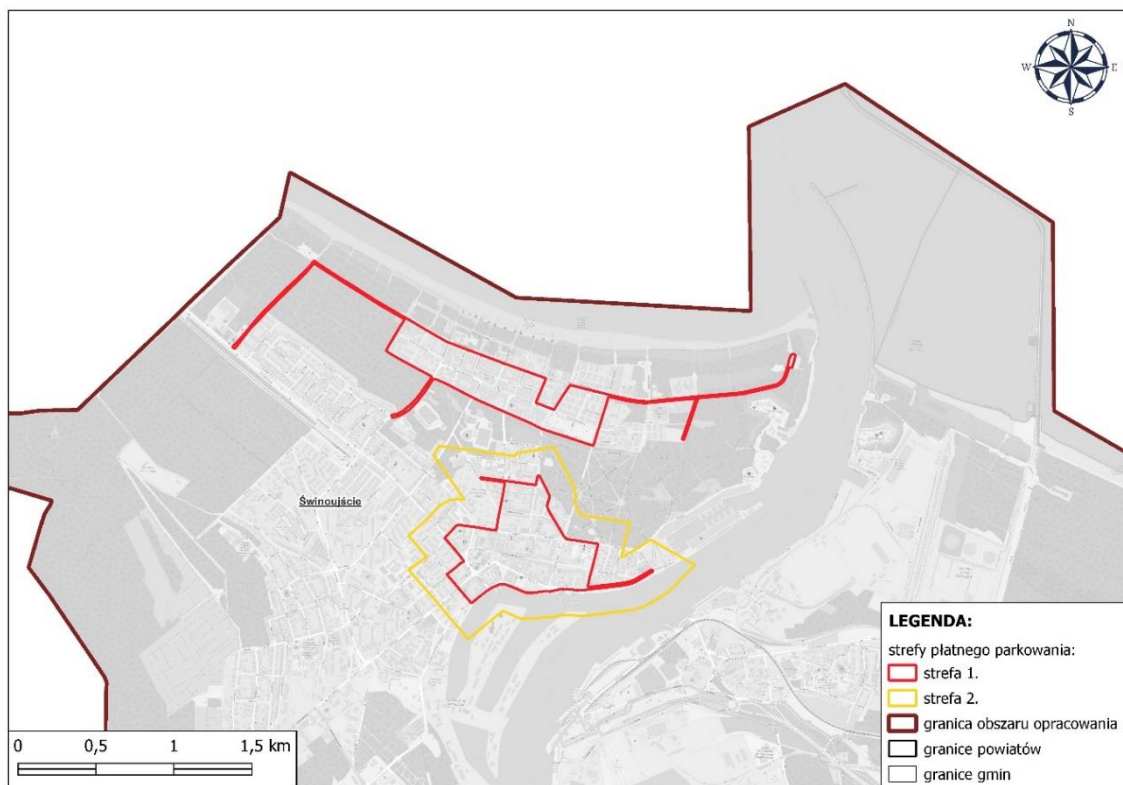 N
W
E
S
Świnoujście
LEGENDA:
strefy płatnego parkowania:
strefa 1.
strefa 2.
granica obszaru opracowania
granice powiatów
granice gmin
0 0,5 1 1,5 km